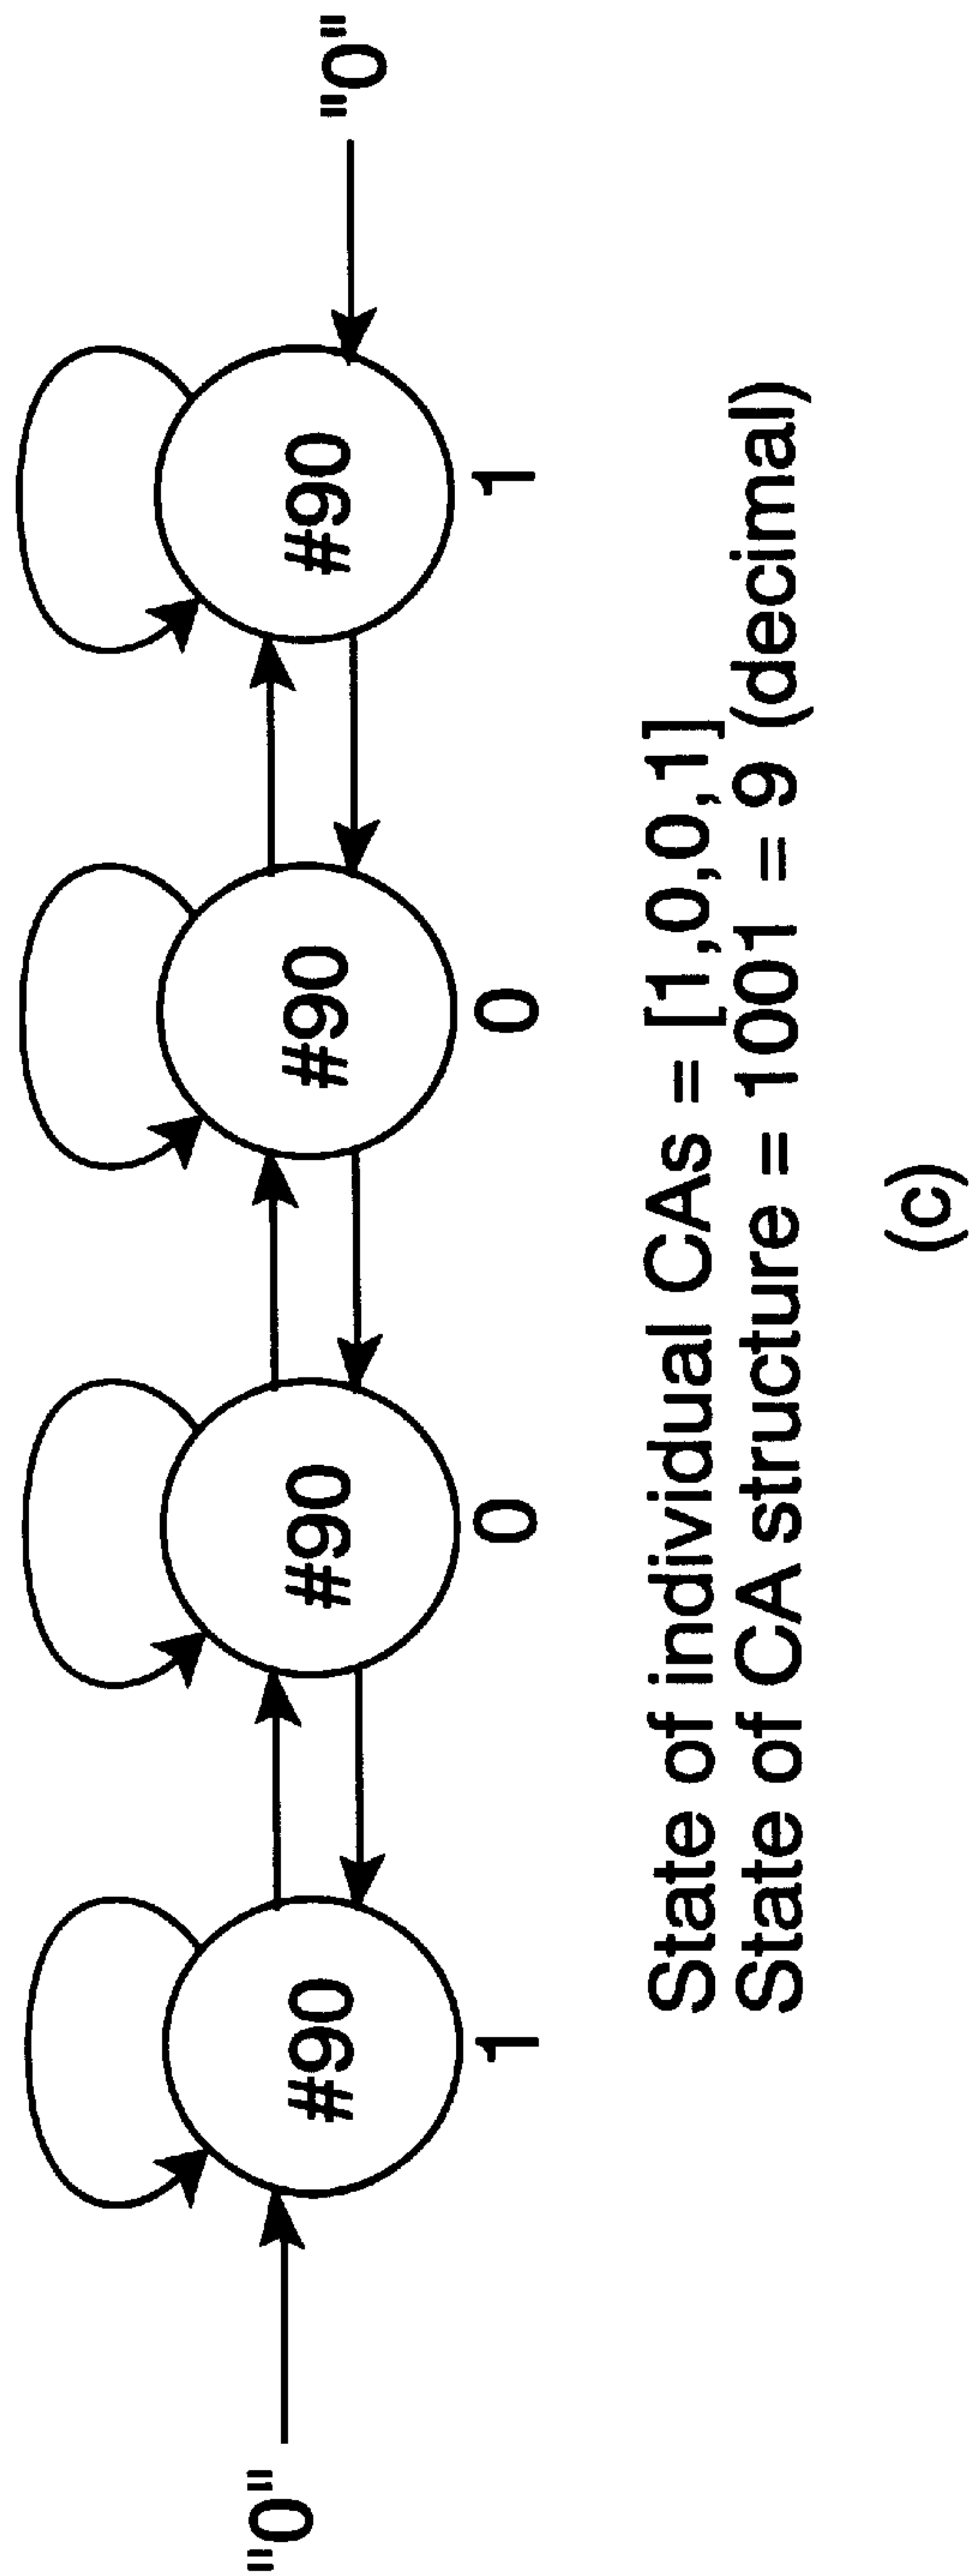 "0" #90 #90 #90 #90 "0"
1 0 0 1
State of individual CAs = [1,0,0,1]
State of CA structure = 1001 = 9 (decimal)
(c)